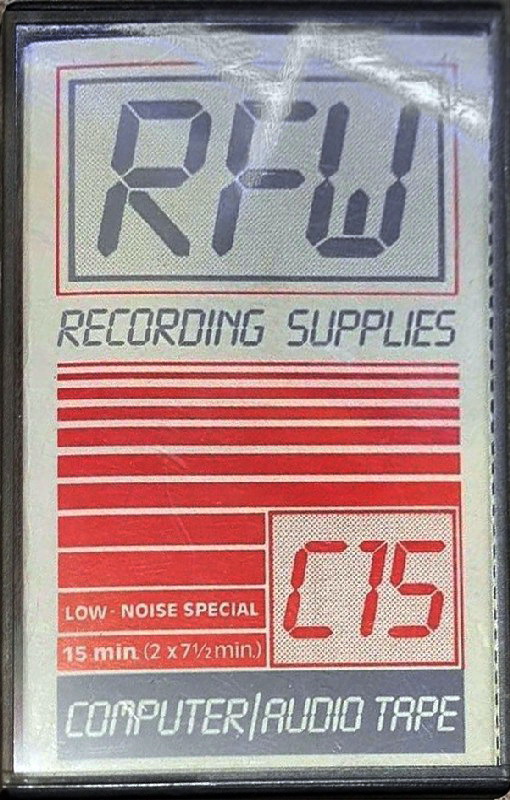 RFW
RECORDING SUPPLIES
C15
LOW - NOISE SPECIAL
15 min. (2 x 7½ min.)
COMPUTER/AUDIO TAPE